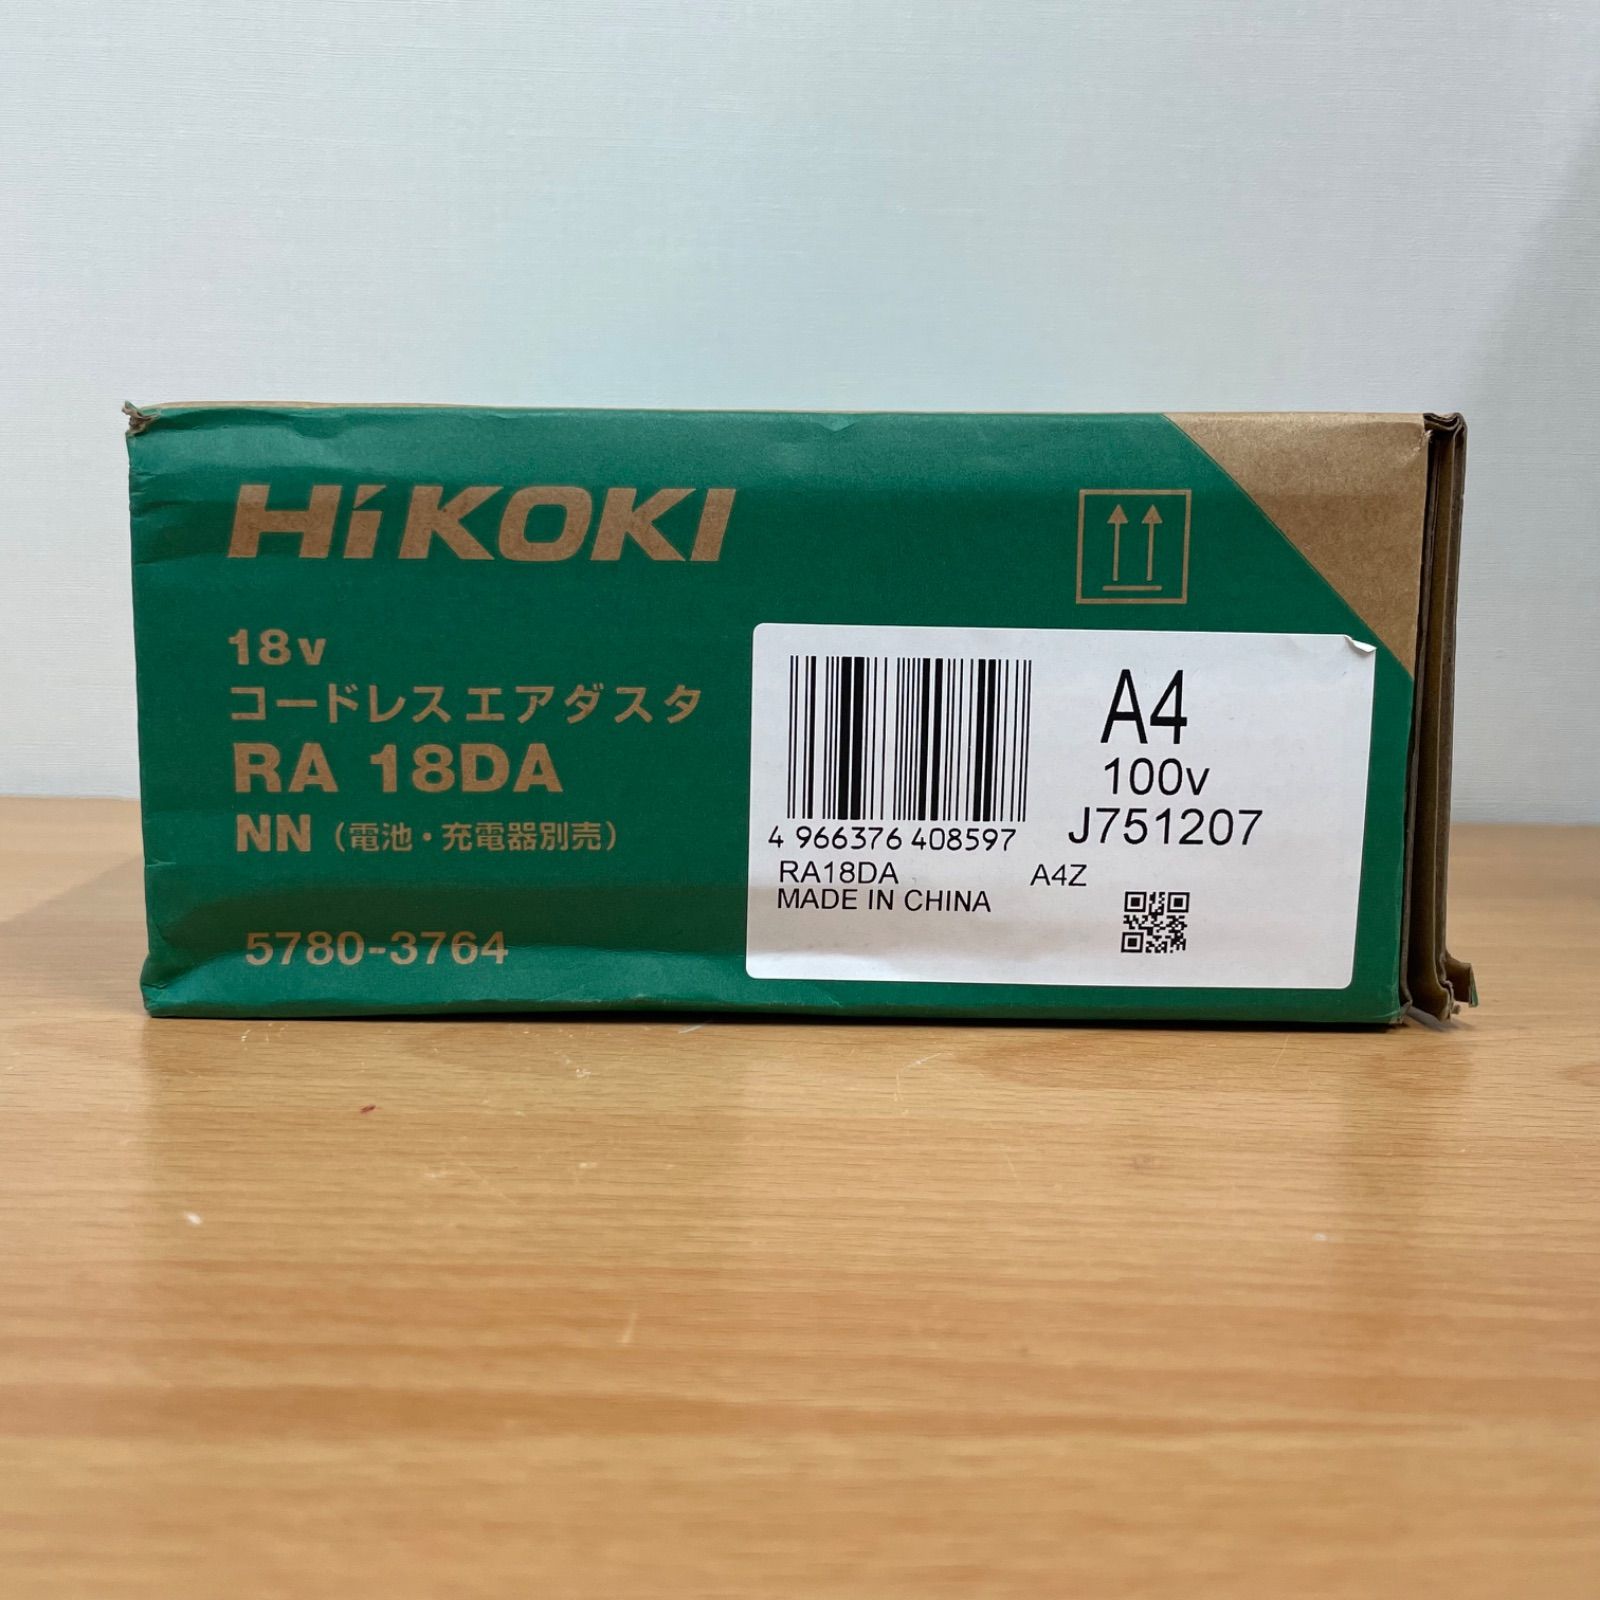 HiKOKI
18v
コードレスエアダスタ
RA 18DA
NN（電池・充電器別売）
5780-3764
A4
100v
J751207
4 966376 408597
RA18DA A4Z
MADE IN CHINA